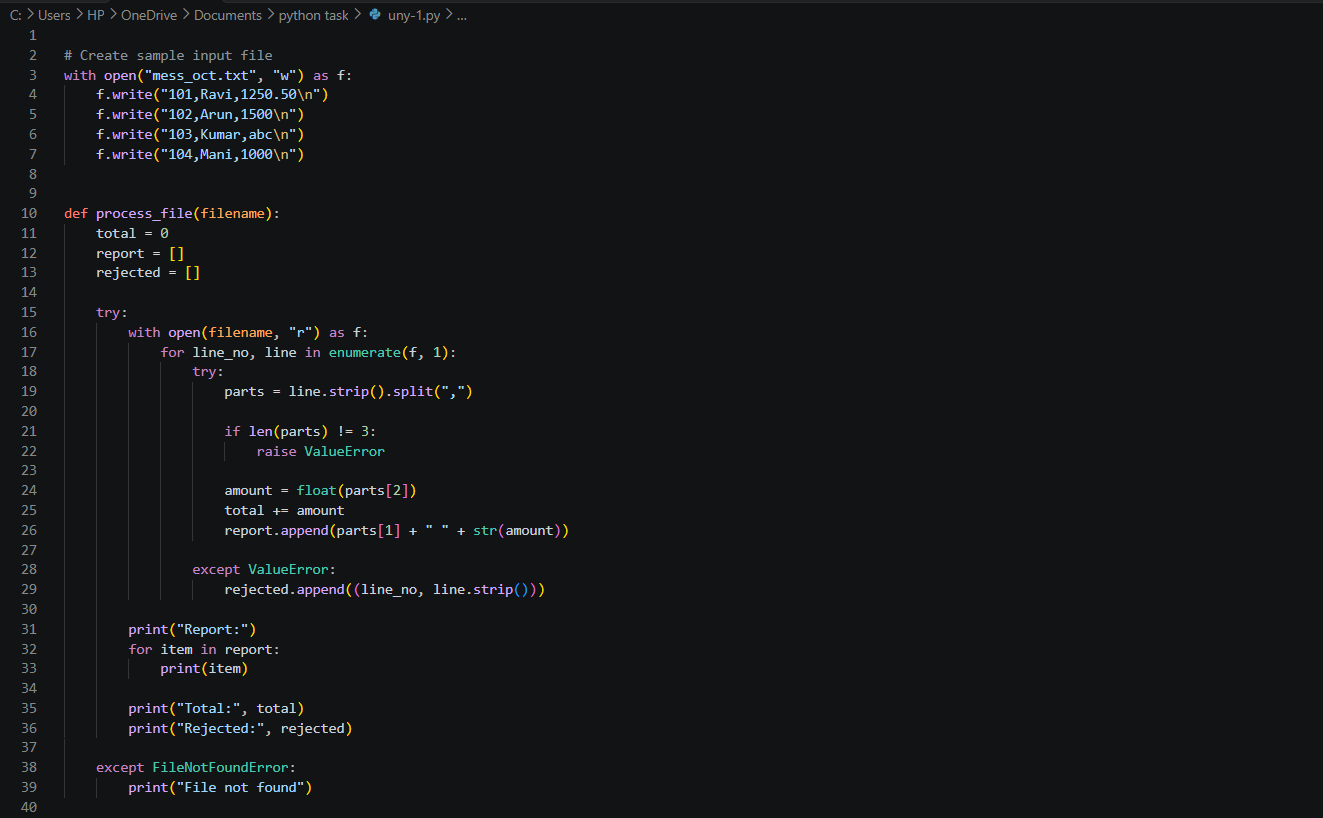 C: > Users > HP > OneDrive > Documents > python task > uny-1.py > ...
1
2 # Create sample input file
3 with open("mess_oct.txt", "w") as f:
4     f.write("101,Ravi,1250.50\n")
5     f.write("102,Arun,1500\n")
6     f.write("103,Kumar,abc\n")
7     f.write("104,Mani,1000\n")
8
9
10 def process_file(filename):
11     total = 0
12     report = []
13     rejected = []
14
15     try:
16         with open(filename, "r") as f:
17             for line_no, line in enumerate(f, 1):
18                 try:
19                     parts = line.strip().split(",")
20
21                     if len(parts) != 3:
22                         raise ValueError
23
24                     amount = float(parts[2])
25                     total += amount
26                     report.append(parts[1] + " " + str(amount))
27
28                 except ValueError:
29                     rejected.append((line_no, line.strip()))
30
31         print("Report:")
32         for item in report:
33             print(item)
34
35         print("Total:", total)
36         print("Rejected:", rejected)
37
38     except FileNotFoundError:
39         print("File not found")
40